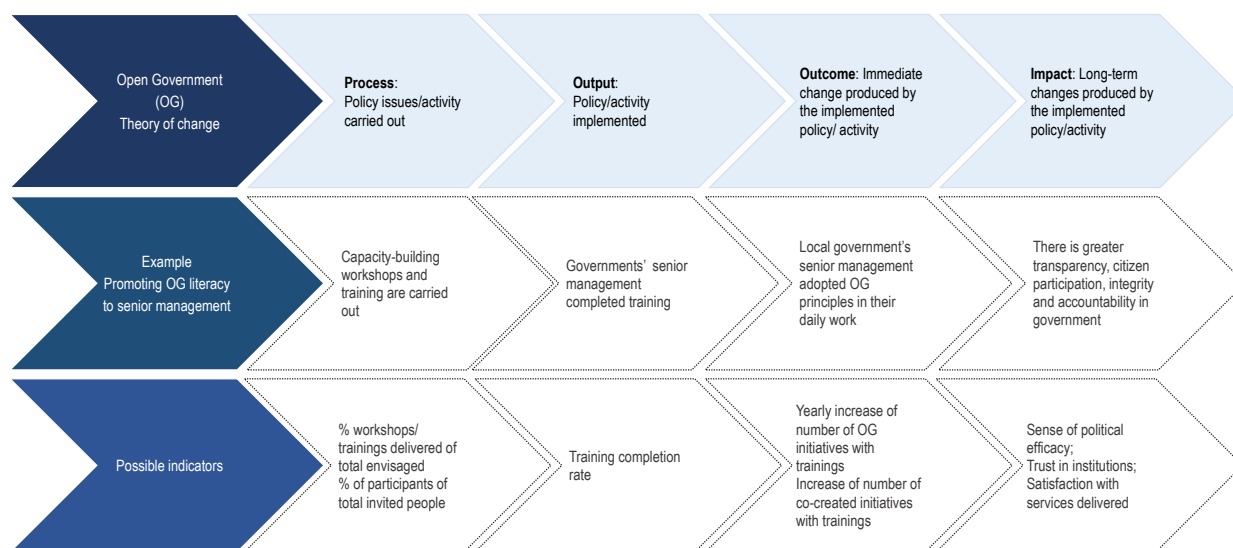 Open Government
(OG)
Theory of change
Process:
Policy issues/activity
carried out
Output:
Policy/activity
implemented
Outcome: Immediate
change produced by
the implemented
policy/ activity
Impact: Long-term
changes produced by
the implemented
policy/activity
Example
Promoting OG literacy
to senior management
Capacity-building
workshops and
training are carried
out
Governments' senior
management
completed training
Local government's
senior management
adopted OG
principles in their
daily work
There is greater
transparency, citizen
participation, integrity
and accountability in
government
Possible indicators
% workshops/
trainings delivered of
total envisaged
% of participants of
total invited people
Training completion
rate
Yearly increase of
number of OG
initiatives with
trainings
Increase of number of
co-created initiatives
with trainings
Sense of political
efficacy;
Trust in institutions;
Satisfaction with
services delivered